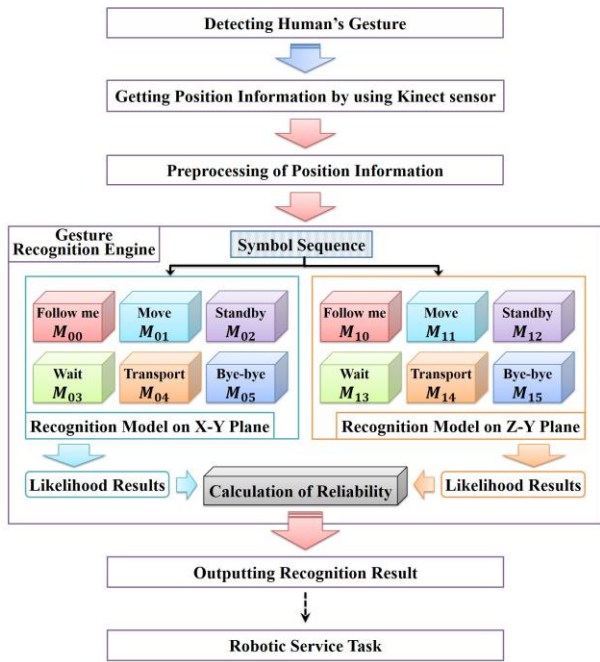 Detecting Human's Gesture
Getting Position Information by using Kinect sensor
Preprocessing of Position Information
Gesture
Recognition Engine
Symbol Sequence
Follow me
M₀₀
Move
M₀₁
Standby
M₀₂
Wait
M₀₃
Transport
M₀₄
Bye-bye
M₀₅
Recognition Model on X-Y Plane
Follow me
M₁₀
Move
M₁₁
Standby
M₁₂
Wait
M₁₃
Transport
M₁₄
Bye-bye
M₁₅
Recognition Model on Z-Y Plane
Likelihood Results
Calculation of Reliability
Likelihood Results
Outputting Recognition Result
Robotic Service Task